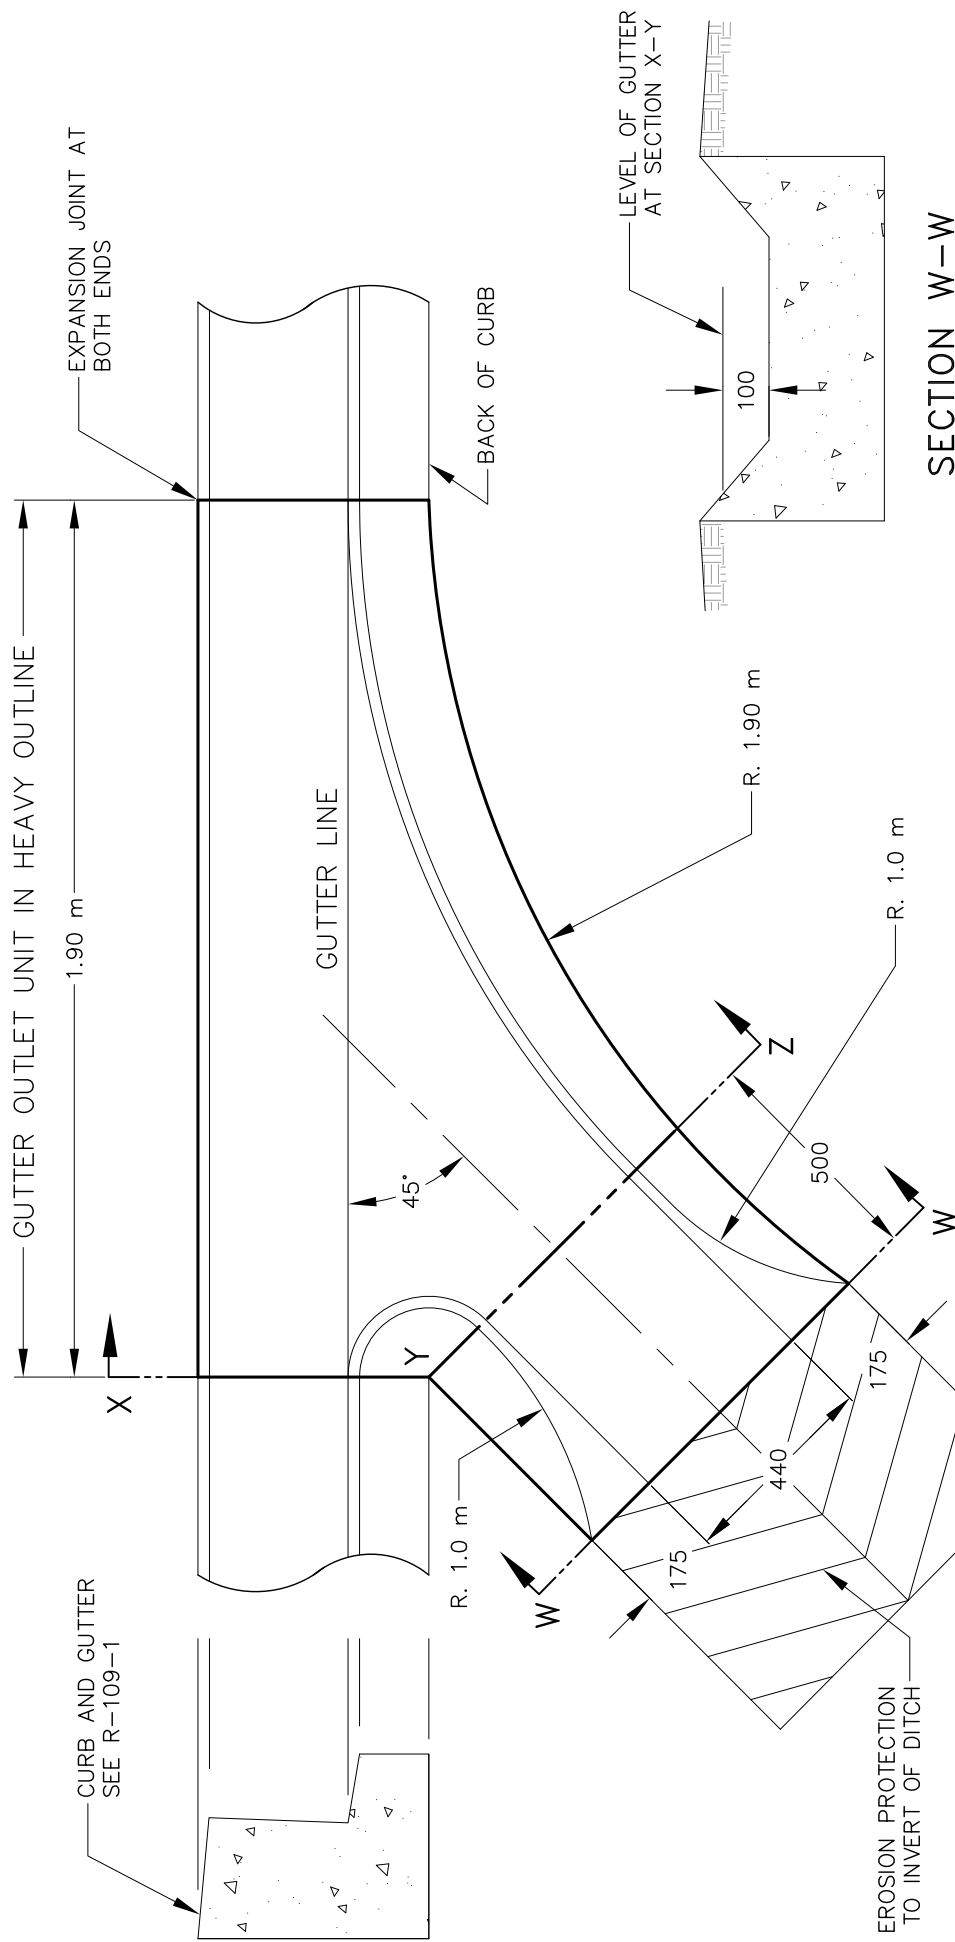 GUTTER OUTLET UNIT IN HEAVY OUTLINE
1.90 m
EXPANSION JOINT AT
BOTH ENDS
CURB AND GUTTER
SEE R-109-1
X
GUTTER LINE
BACK OF CURB
Y
45°
R. 1.0 m
W
175
440
175
EROSION PROTECTION
TO INVERT OF DITCH
R. 1.90 m
R. 1.0 m
Z
500
W
LEVEL OF GUTTER
AT SECTION X-Y
100
SECTION W-W